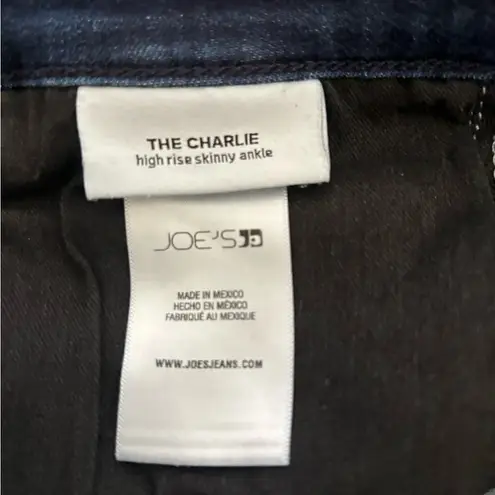 THE CHARLIE
high rise skinny ankle
JOE'S
MADE IN MEXICO
HECHO EN MÉXICO
FABRIQUÉ AU MEXIQUE
WWW.JOESJEANS.COM